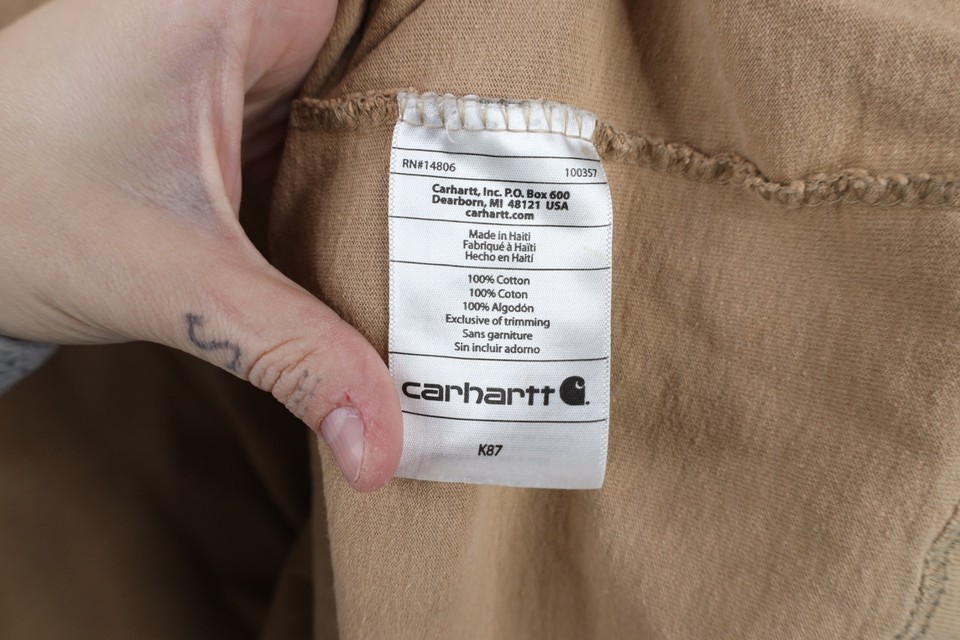 RN#14806 100357
Carhartt, Inc. P.O. Box 600
Dearborn, MI 48121 USA
carhartt.com
Made in Haiti
Fabriqué à Haïti
Hecho en Haití
100% Cotton
100% Coton
100% Algodón
Exclusive of trimming
Sans garniture
Sin incluir adorno
carhartt
K87